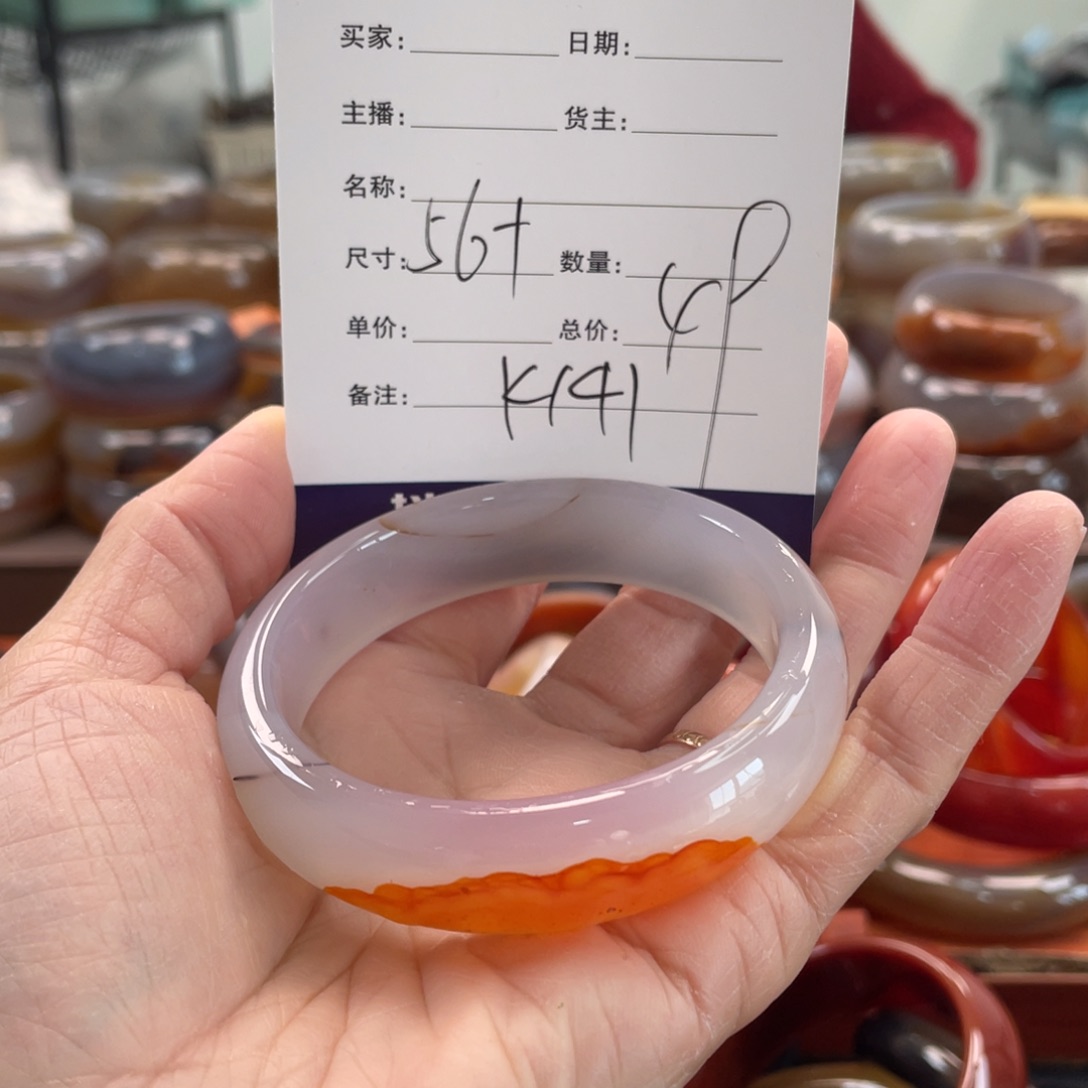 买家： 日期：
主播： 货主：
名称：
尺寸：56+ 数量：
单价： 总价：
备注：K141